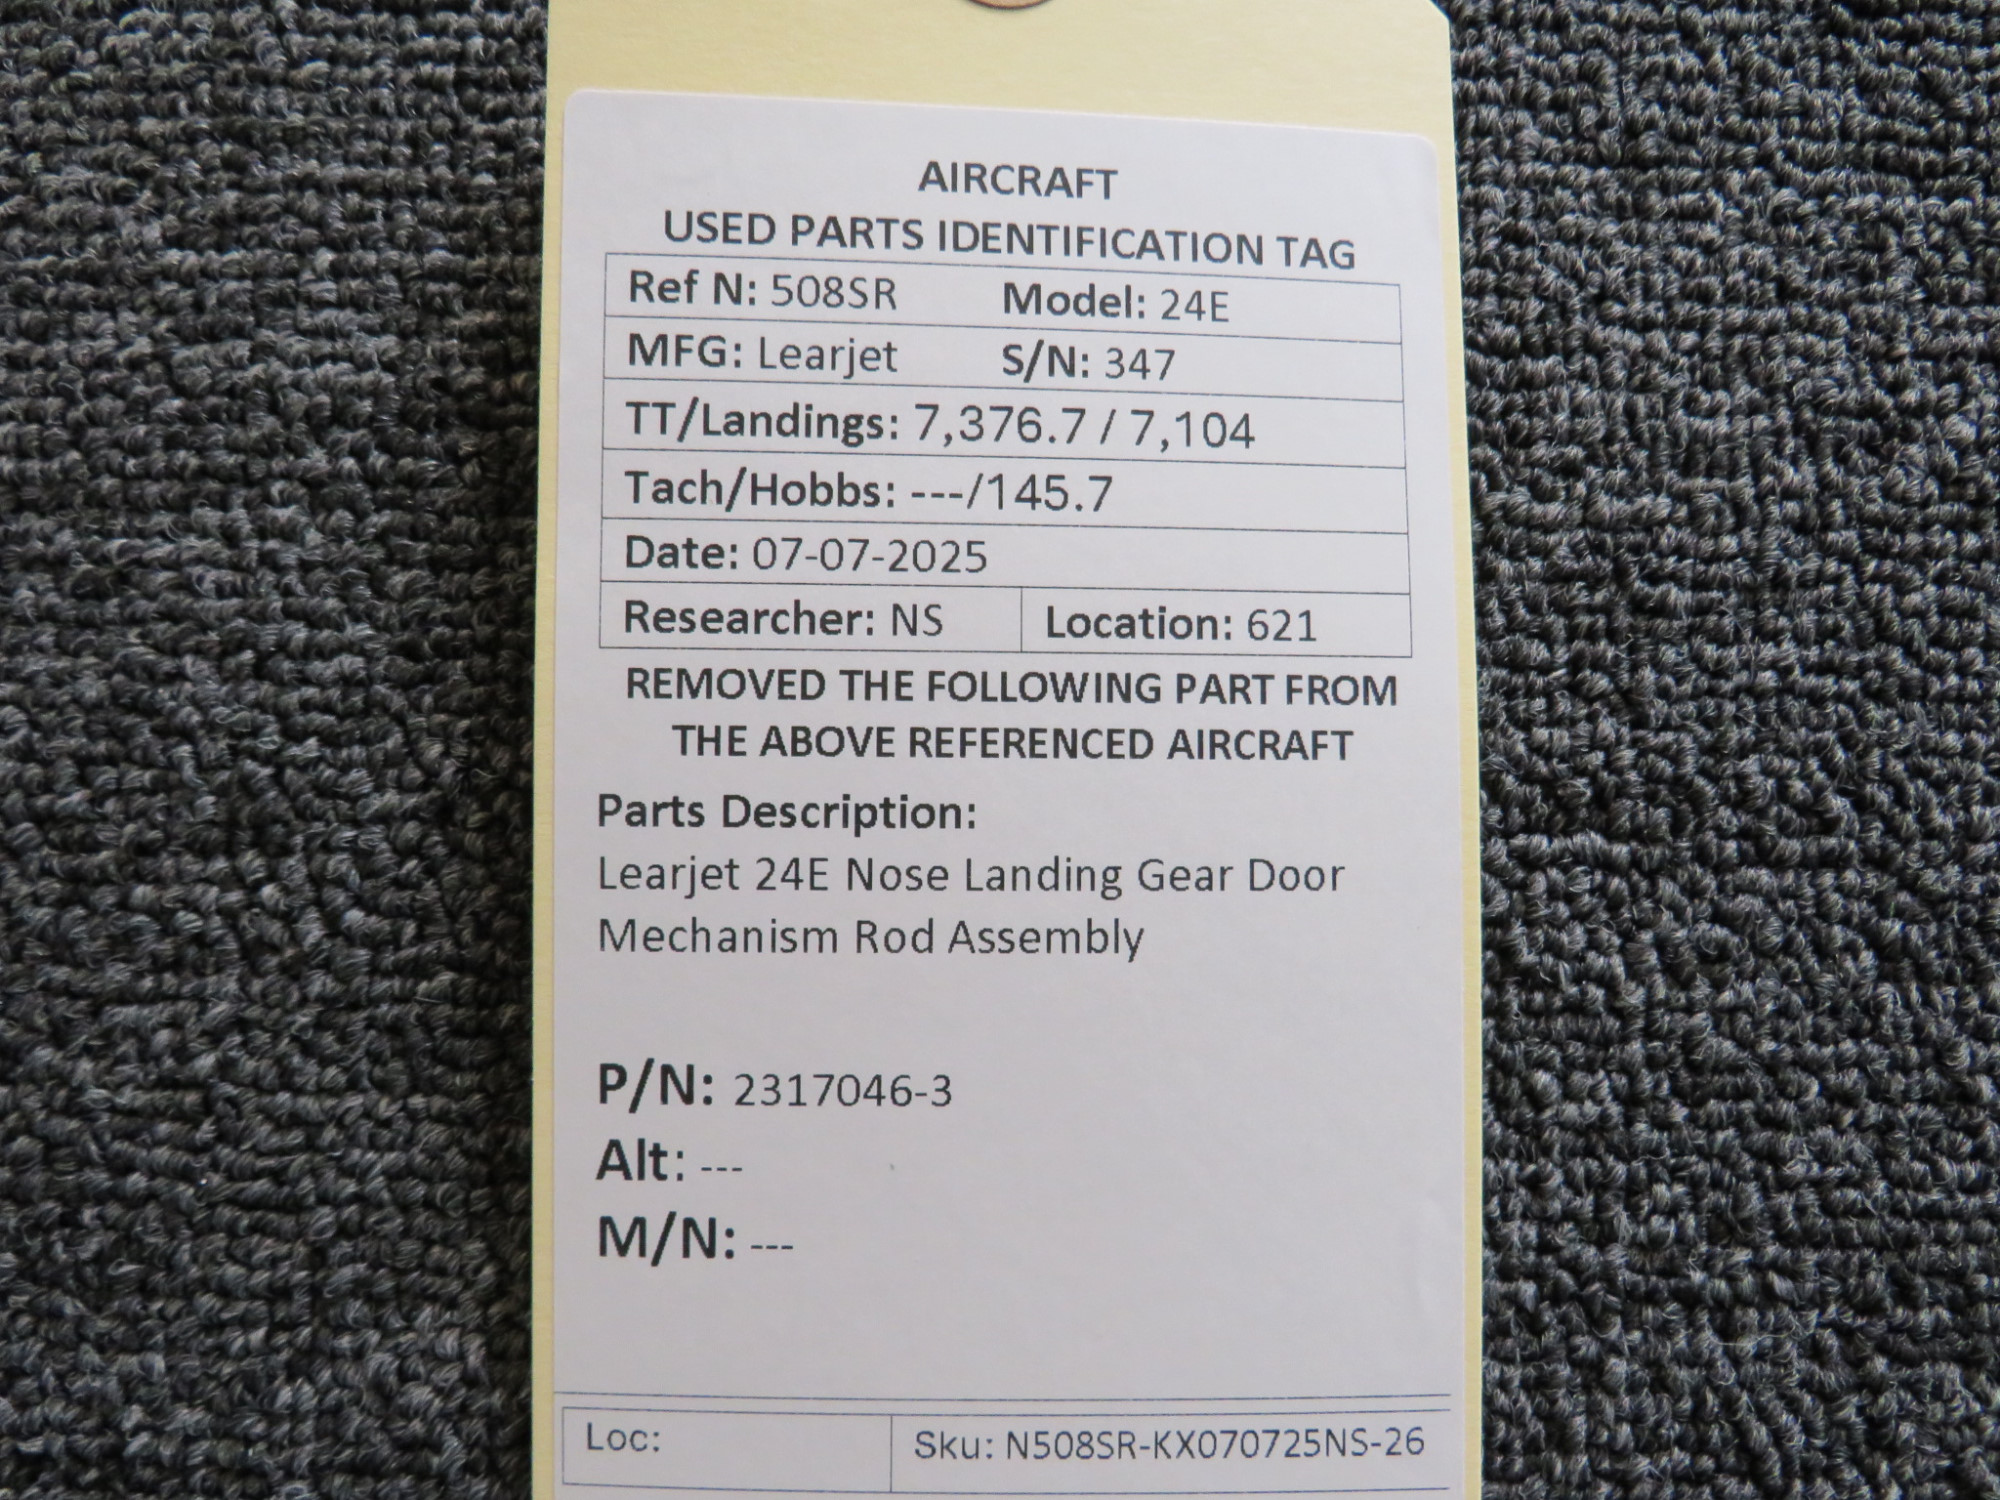 AIRCRAFT
USED PARTS IDENTIFICATION TAG
Ref N: 508SR Model: 24E
MFG: Learjet S/N: 347
TT/Landings: 7,376.7 / 7,104
Tach/Hobbs: ---/145.7
Date: 07-07-2025
Researcher: NS Location: 621
REMOVED THE FOLLOWING PART FROM
THE ABOVE REFERENCED AIRCRAFT
Parts Description:
Learjet 24E Nose Landing Gear Door
Mechanism Rod Assembly
P/N: 2317046-3
Alt: ---
M/N: ---
Loc: Sku: N508SR-KX070725NS-26